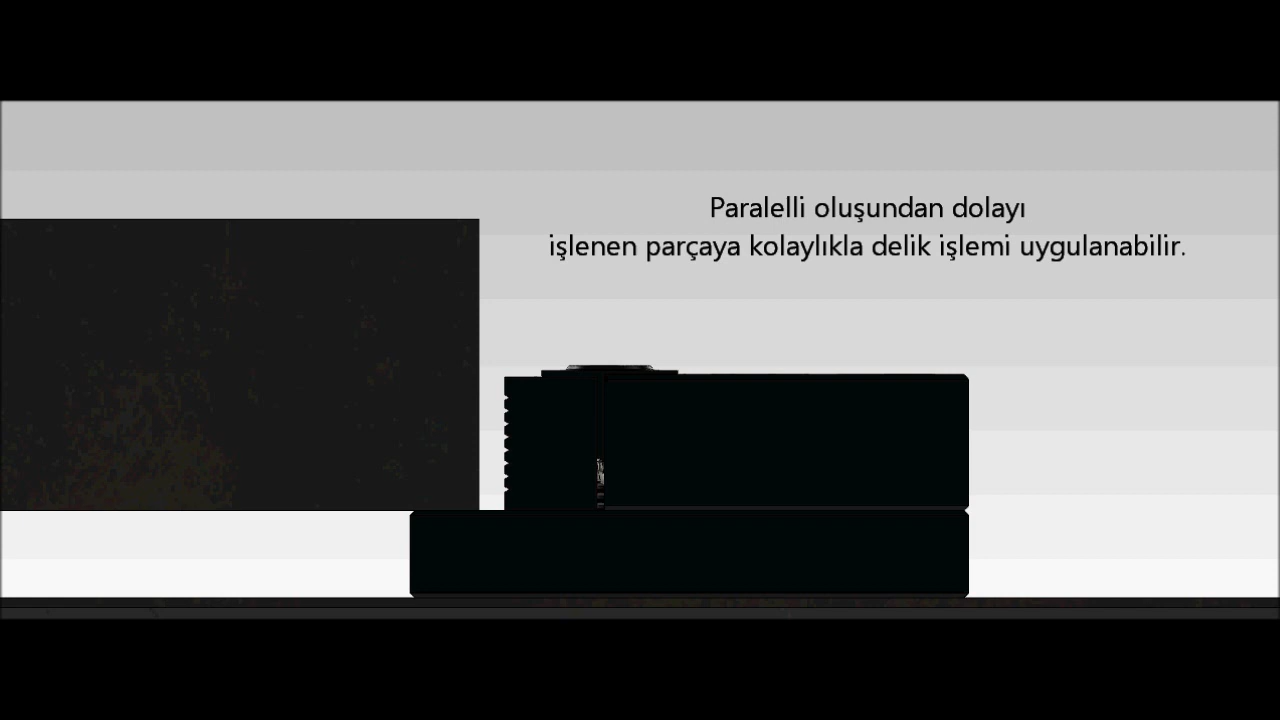 Paralelli oluşundan dolayı
işlenen parçaya kolaylıkla delik işlemi uygulanabilir.